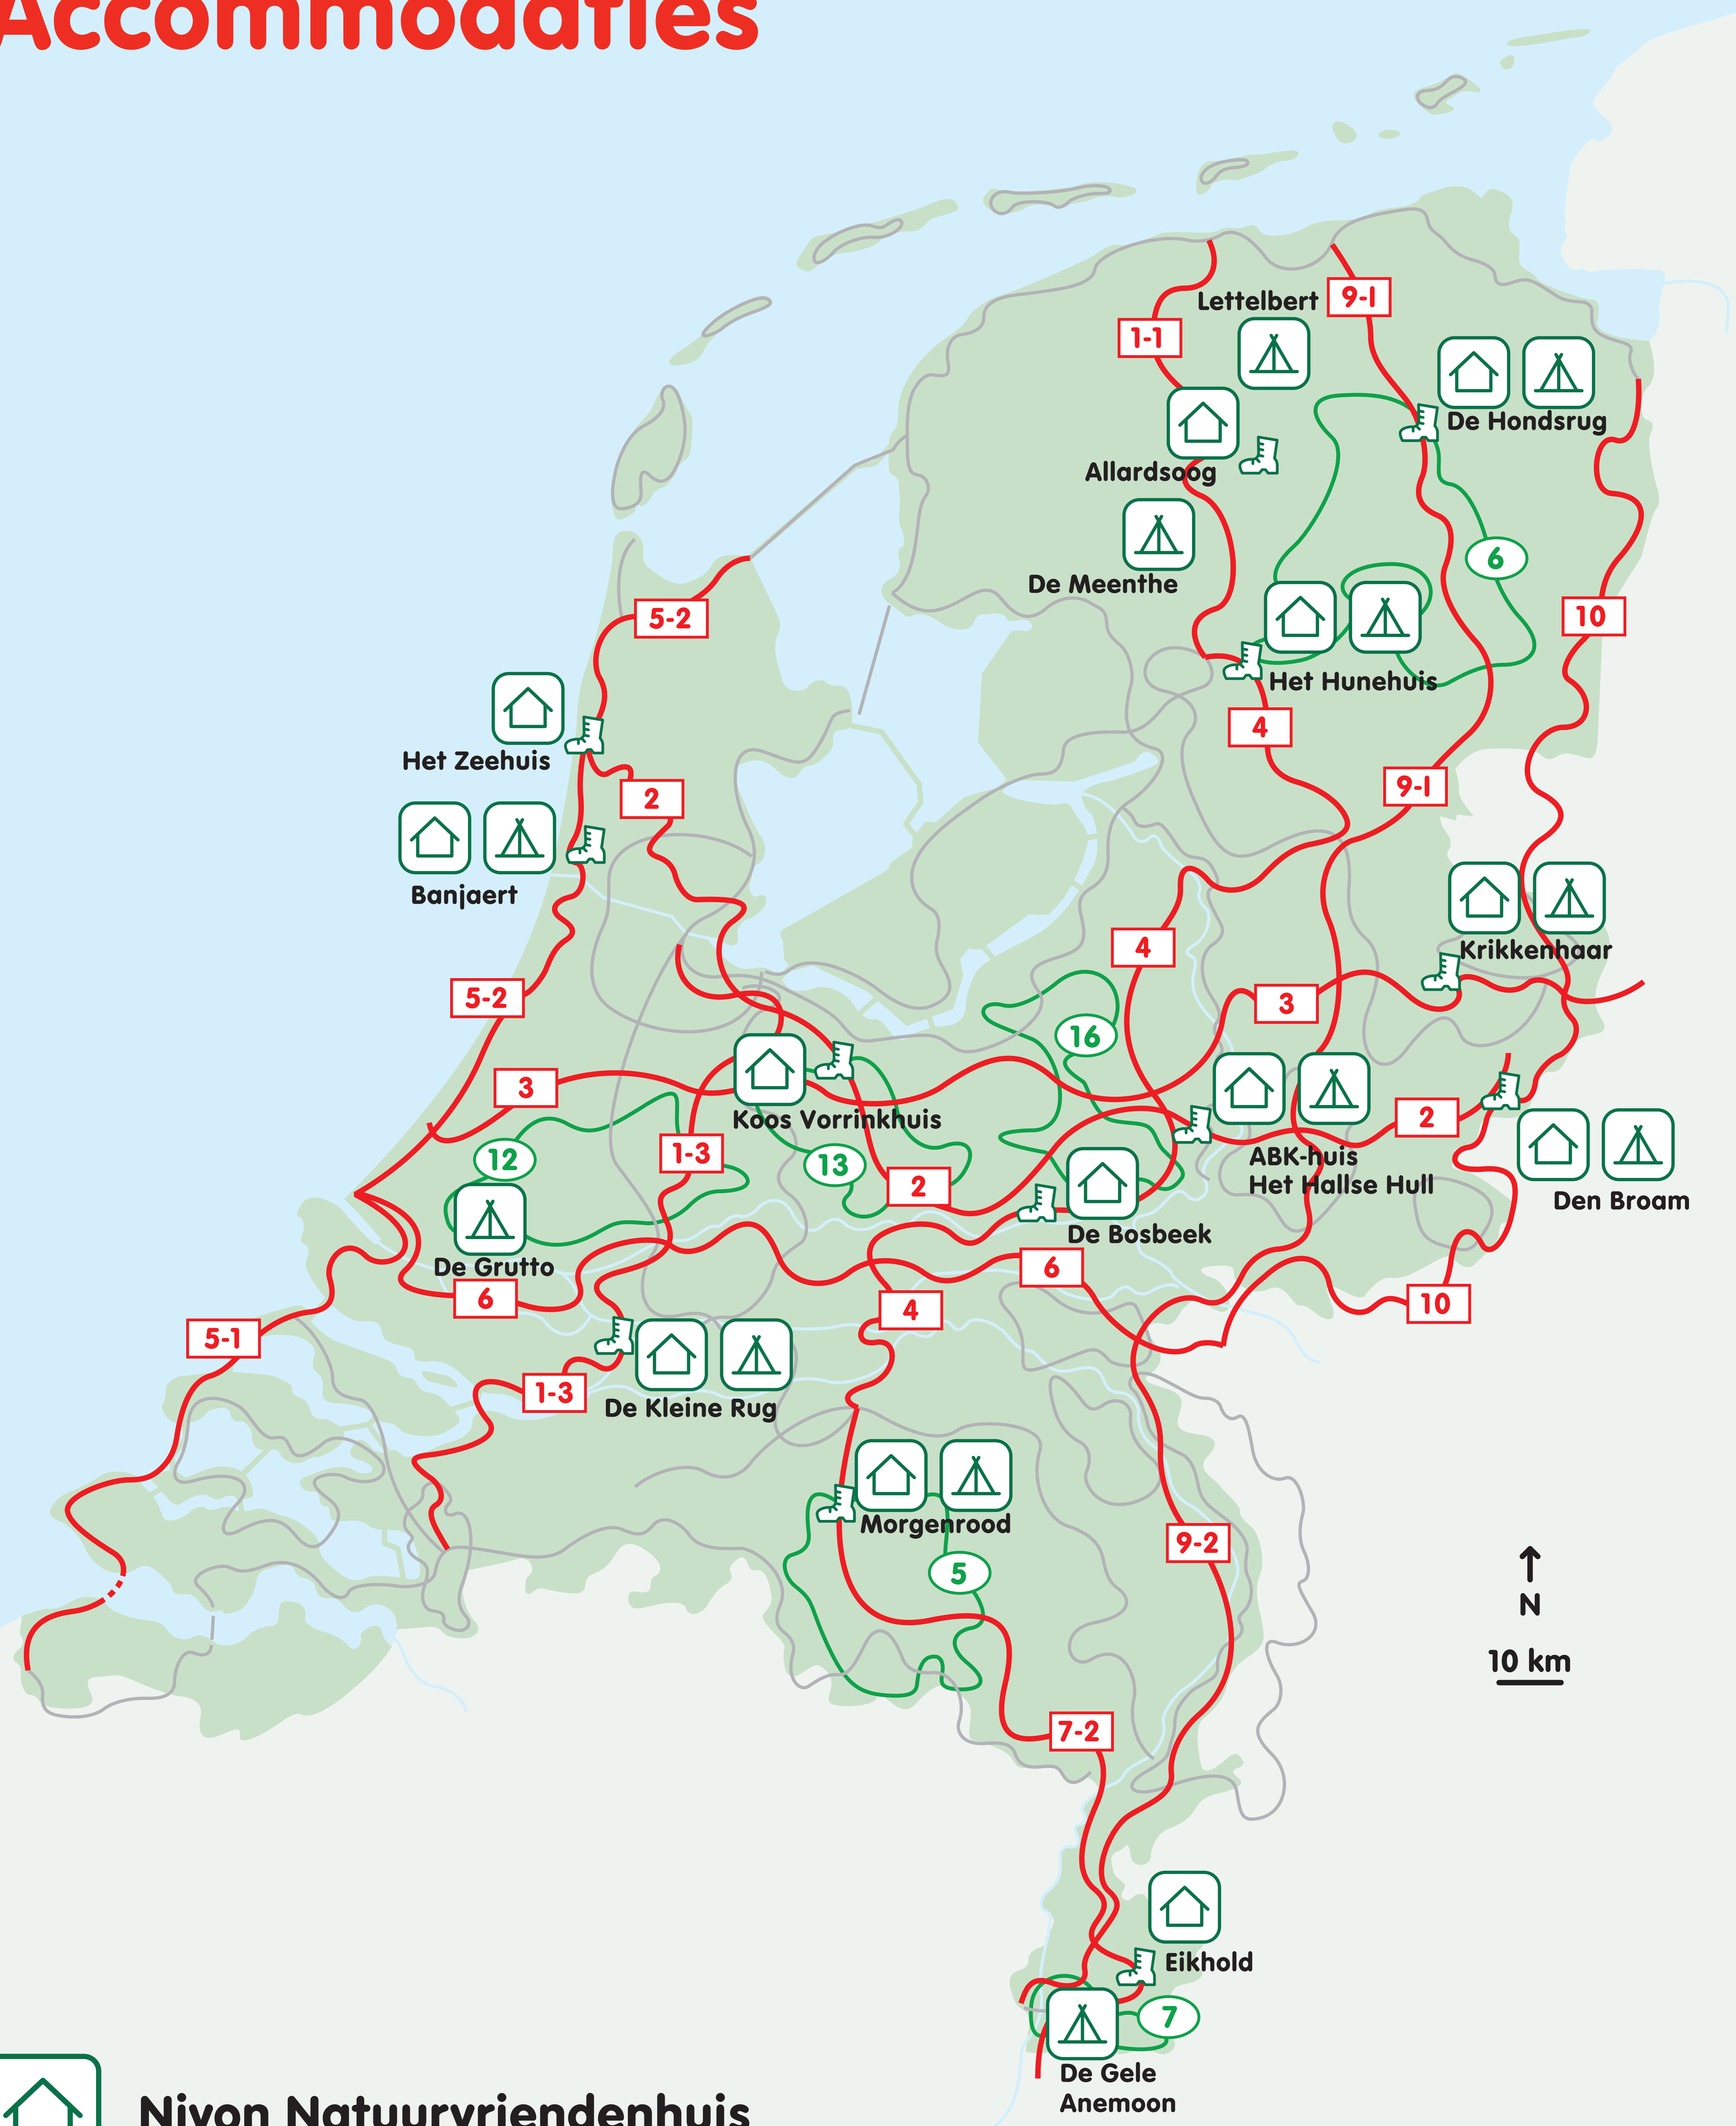 Accommodaties
Lettelbert
9-1
1-1
De Hondsrug
Allardsoog
De Meenthe
6
5-2
10
Het Hunehuis
4
Het Zeehuis
2
9-1
Banjaert
Krikkenhaar
4
5-2
3
16
3
Koos Vorrinkhuis
2
12
1-3
13
ABK-huis
Het Hallse Hull
2
Den Broam
De Bosbeek
De Grutto
6
6
4
10
5-1
1-3
De Kleine Rug
Morgenrood
9-2
5
N
10 km
7-2
Eikhold
7
De Gele
Anemoon
Nivon Natuurvriendenhuis